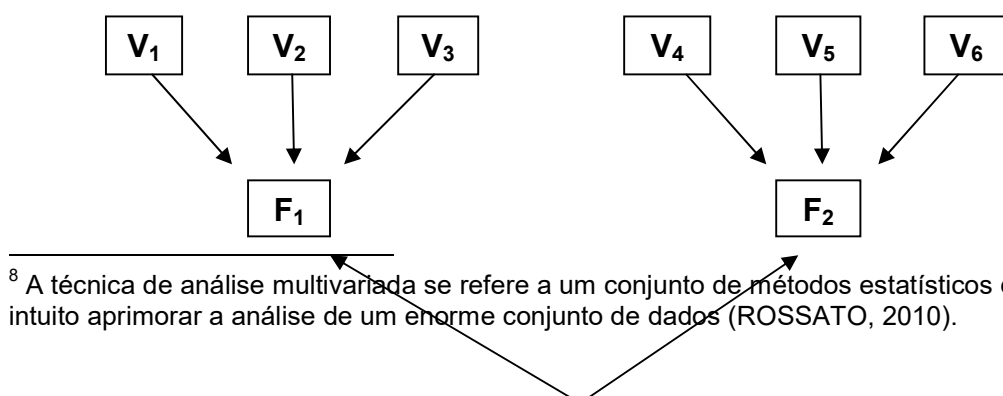 V1 V2 V3 V4 V5 V6
F1 F2
8 A técnica de análise multivariada se refere a um conjunto de métodos estatísticos
intuito aprimorar a análise de um enorme conjunto de dados (ROSSATO, 2010).